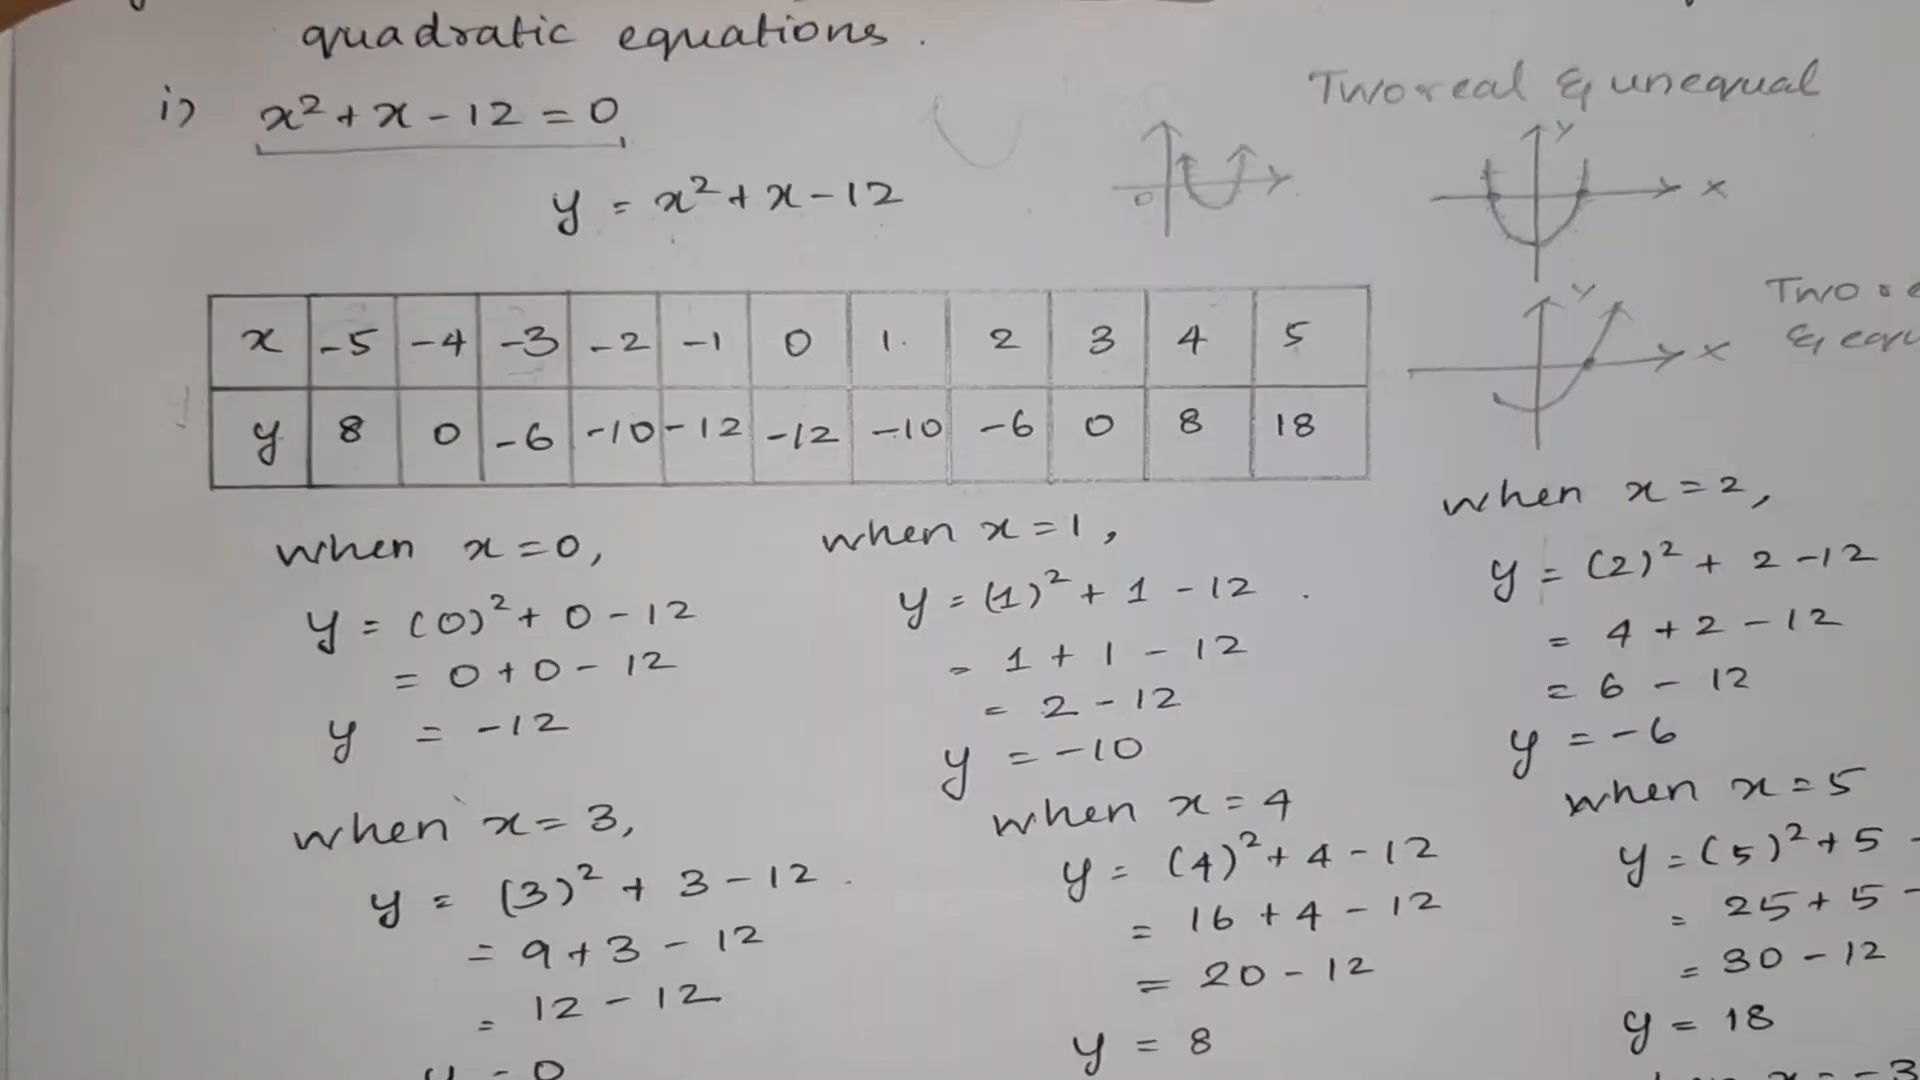 quadratic equations.
i) x² + x - 12 = 0
Two real & unequal
y = x² + x - 12
O
Y
X
Y
X
Two
&
x -5 -4 -3 -2 -1 0 1. 2 3 4 5
y 8 0 -6 -10 -12 -12 -10 -6 0 8 18
when x = 0,
y = (0)² + 0 - 12
= 0 + 0 - 12
y = -12
when x = 1,
y = (1)² + 1 - 12
= 1 + 1 - 12
= 2 - 12
y = -10
when x = 2,
y = (2)² + 2 - 12
= 4 + 2 - 12
= 6 - 12
y = -6
when x = 3,
y = (3)² + 3 - 12
= 9 + 3 - 12
= 12 - 12
y = 0
when x = 4
y = (4)² + 4 - 12
= 16 + 4 - 12
= 20 - 12
y = 8
when x = 5
y = (5)² + 5 -
= 25 + 5 -
= 30 - 12
y = 18
x = -3